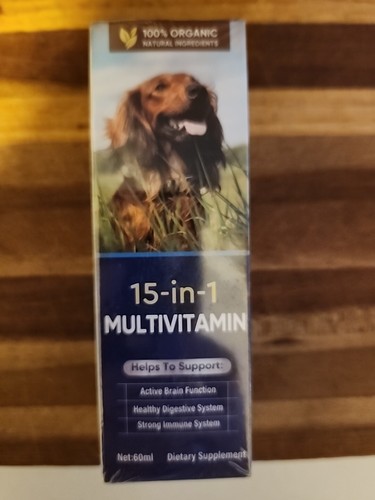 100% ORGANIC
NATURAL INGREDIENTS
15-in-1
MULTIVITAMIN
Helps To Support:
Active Brain Function
Healthy Digestive System
Strong Immune System
Net:60ml Dietary Supplement